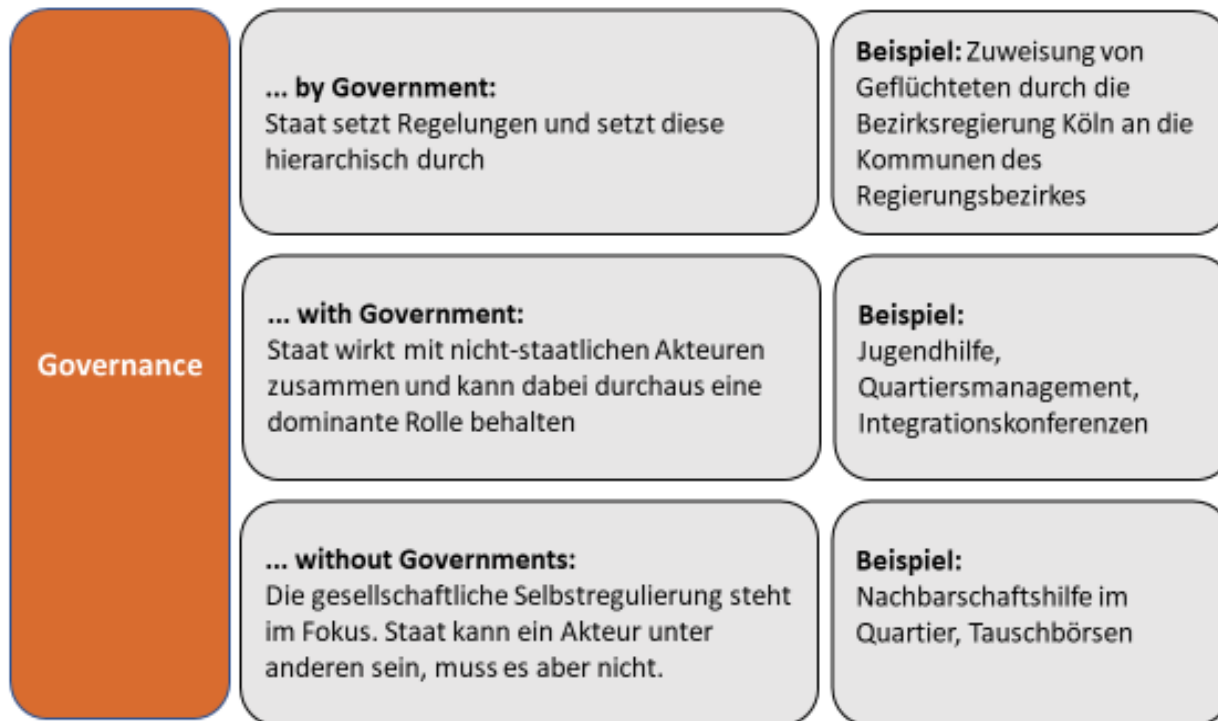 Governance
... by Government:
Staat setzt Regelungen und setzt diese
hierarchisch durch
Beispiel: Zuweisung von
Geflüchteten durch die
Bezirksregierung Köln an die
Kommunen des
Regierungsbezirkes
... with Government:
Staat wirkt mit nicht-staatlichen Akteuren
zusammen und kann dabei durchaus eine
dominante Rolle behalten
Beispiel:
Jugendhilfe,
Quartiersmanagement,
Integrationskonferenzen
... without Governments:
Die gesellschaftliche Selbstregulierung steht
im Fokus. Staat kann ein Akteur unter
anderen sein, muss es aber nicht.
Beispiel:
Nachbarschaftshilfe im
Quartier, Tauschbörsen